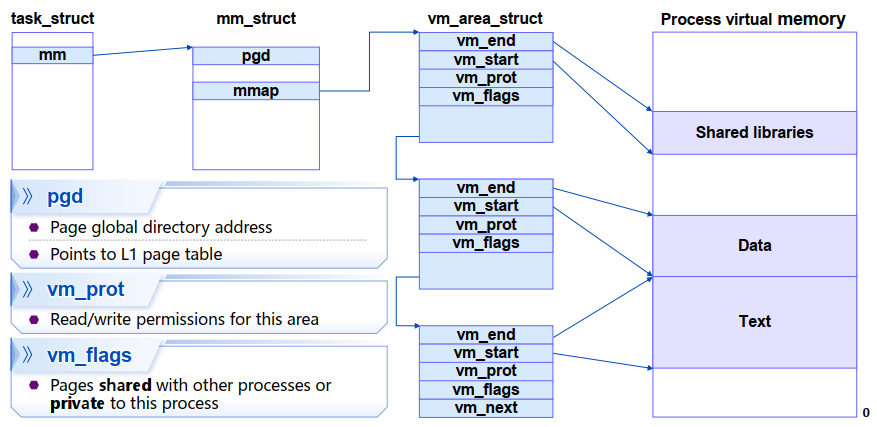 task_struct
mm
mm_struct
pgd
mmap
vm_area_struct
vm_end
vm_start
vm_prot
vm_flags
vm_end
vm_start
vm_prot
vm_flags
vm_end
vm_start
vm_prot
vm_flags
vm_next
Process virtual memory
Shared libraries
Data
Text
0
pgd
Page global directory address
Points to L1 page table
vm_prot
Read/write permissions for this area
vm_flags
Pages shared with other processes or
private to this process